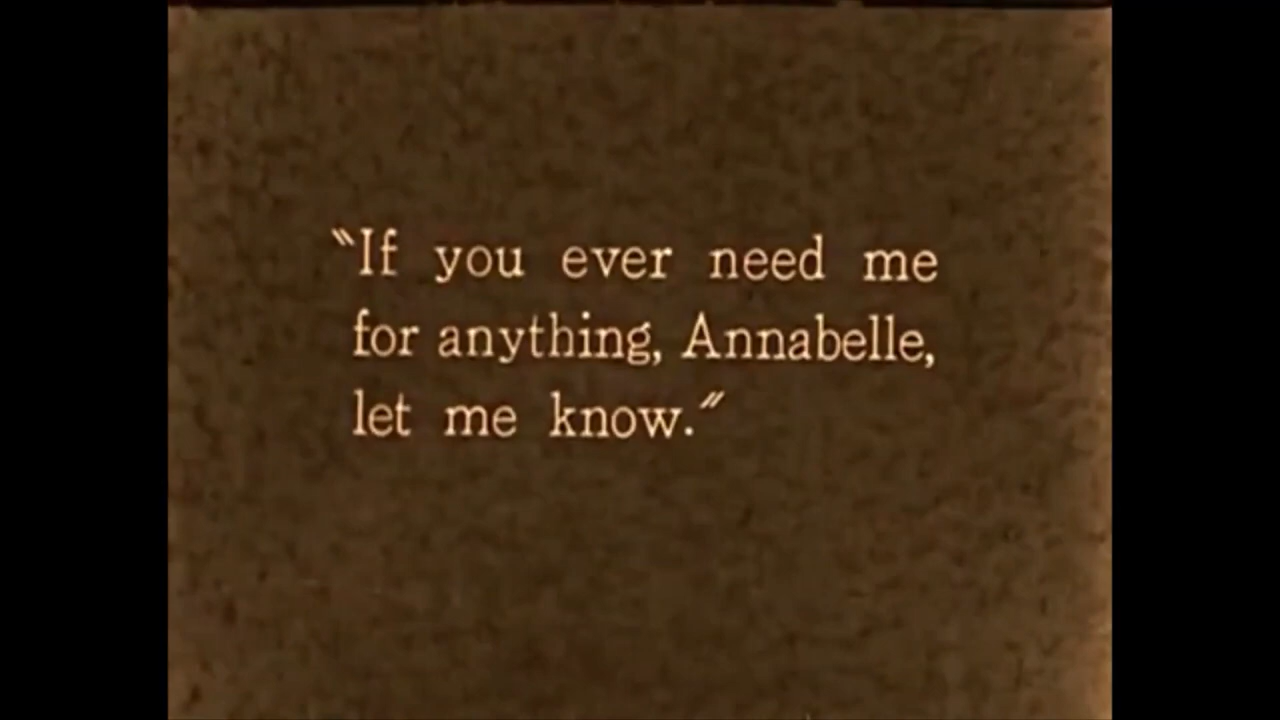 “If you ever need me
for anything, Annabelle,
let me know.”